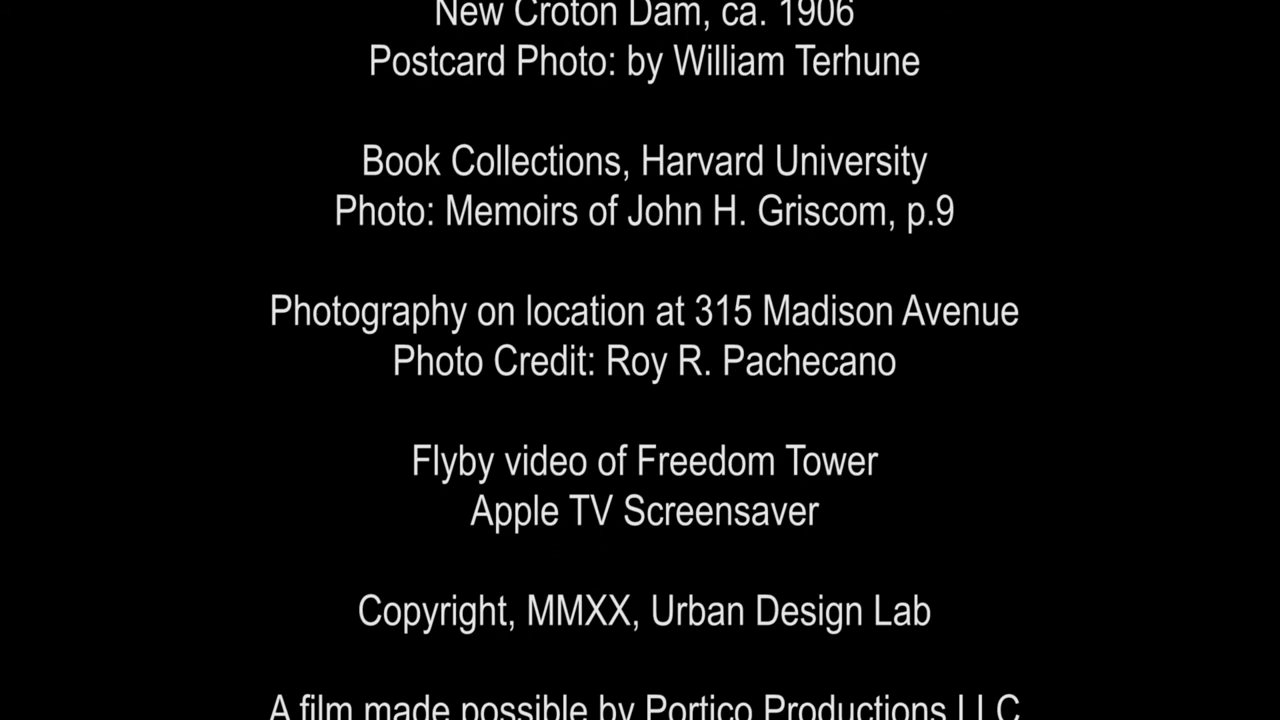 New Croton Dam, ca. 1906
Postcard Photo: by William Terhune
Book Collections, Harvard University
Photo: Memoirs of John H. Griscom, p.9
Photography on location at 315 Madison Avenue
Photo Credit: Roy R. Pachecano
Flyby video of Freedom Tower
Apple TV Screensaver
Copyright, MMXX, Urban Design Lab
A film made possible by Portico Productions LLC